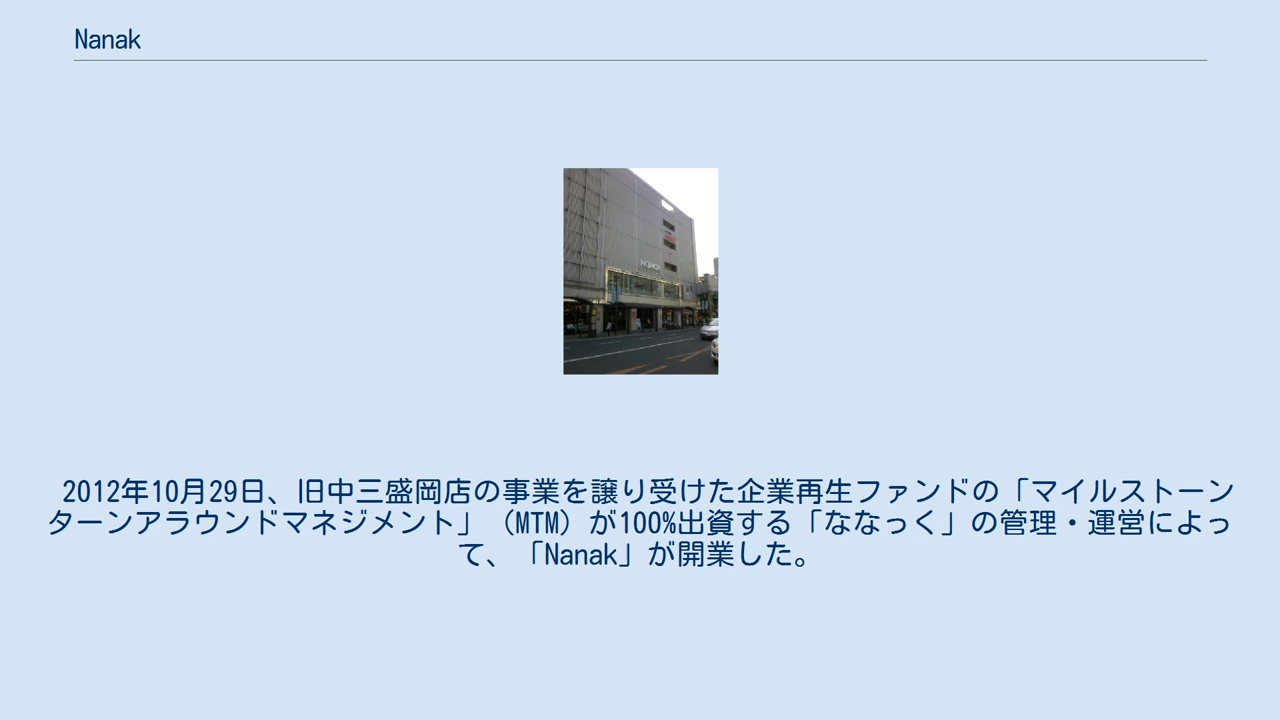 Nanak
2012年10月29日、旧中三盛岡店の事業を譲り受けた企業再生ファンドの「マイルストーン
ターンアラウンドマネジメント」（MTM）が100%出資する「ななっく」の管理・運営によっ
て、「Nanak」が開業した。